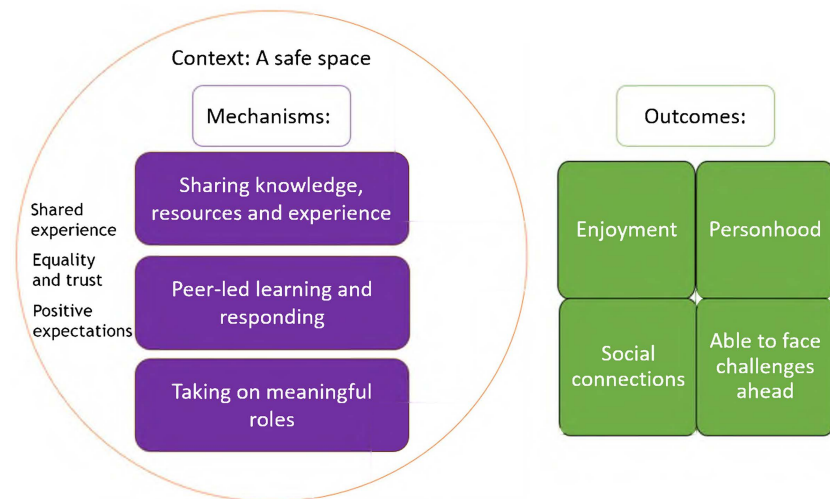 Context: A safe space
Mechanisms:
Sharing knowledge,
resources and experience
Shared
experience
Equality
and trust
Positive
expectations
Peer-led learning and
responding
Taking on meaningful
roles
Outcomes:
Enjoyment
Personhood
Social
connections
Able to face
challenges
ahead